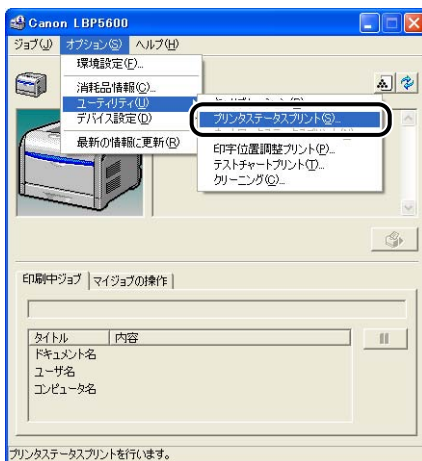 Canon LBP5600
ジョブ(J) オプション(S) ヘルプ(H)
環境設定(F)...
消耗品情報(C)...
ユーティリティ(U)
デバイス設定(D)
最新の情報に更新(R)
プリンタステータスプリント(S)...
印字位置調整プリント(P)...
テストチャートプリント(T)...
クリーニング(G)...
印刷中ジョブ マイジョブの操作
タイトル 内容
ドキュメント名
ユーザ名
コンピュータ名
プリンタステータスプリントを行います。